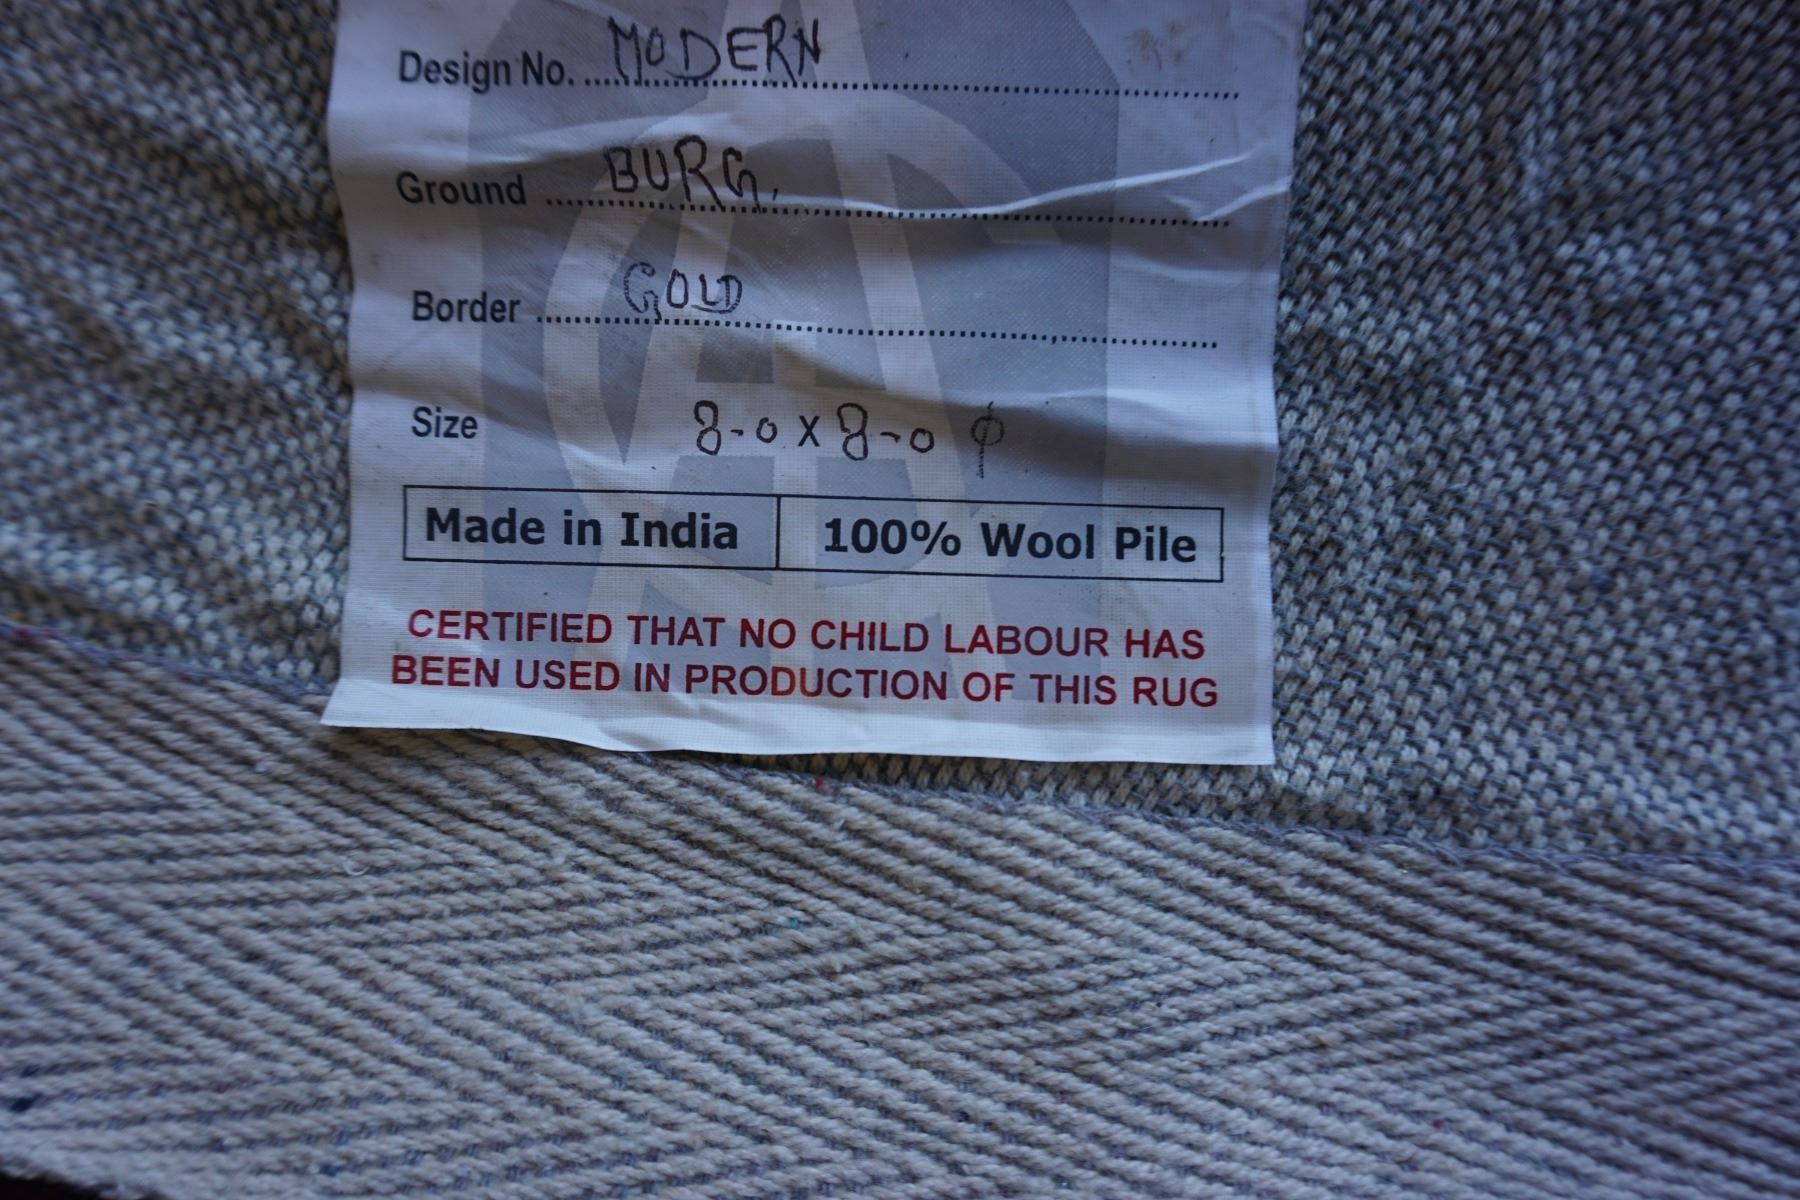 Design No. MODERN
Ground BURG.
Border GOLD
Size 8-0 X 8-0 φ
Made in India 100% Wool Pile
CERTIFIED THAT NO CHILD LABOUR HAS
BEEN USED IN PRODUCTION OF THIS RUG